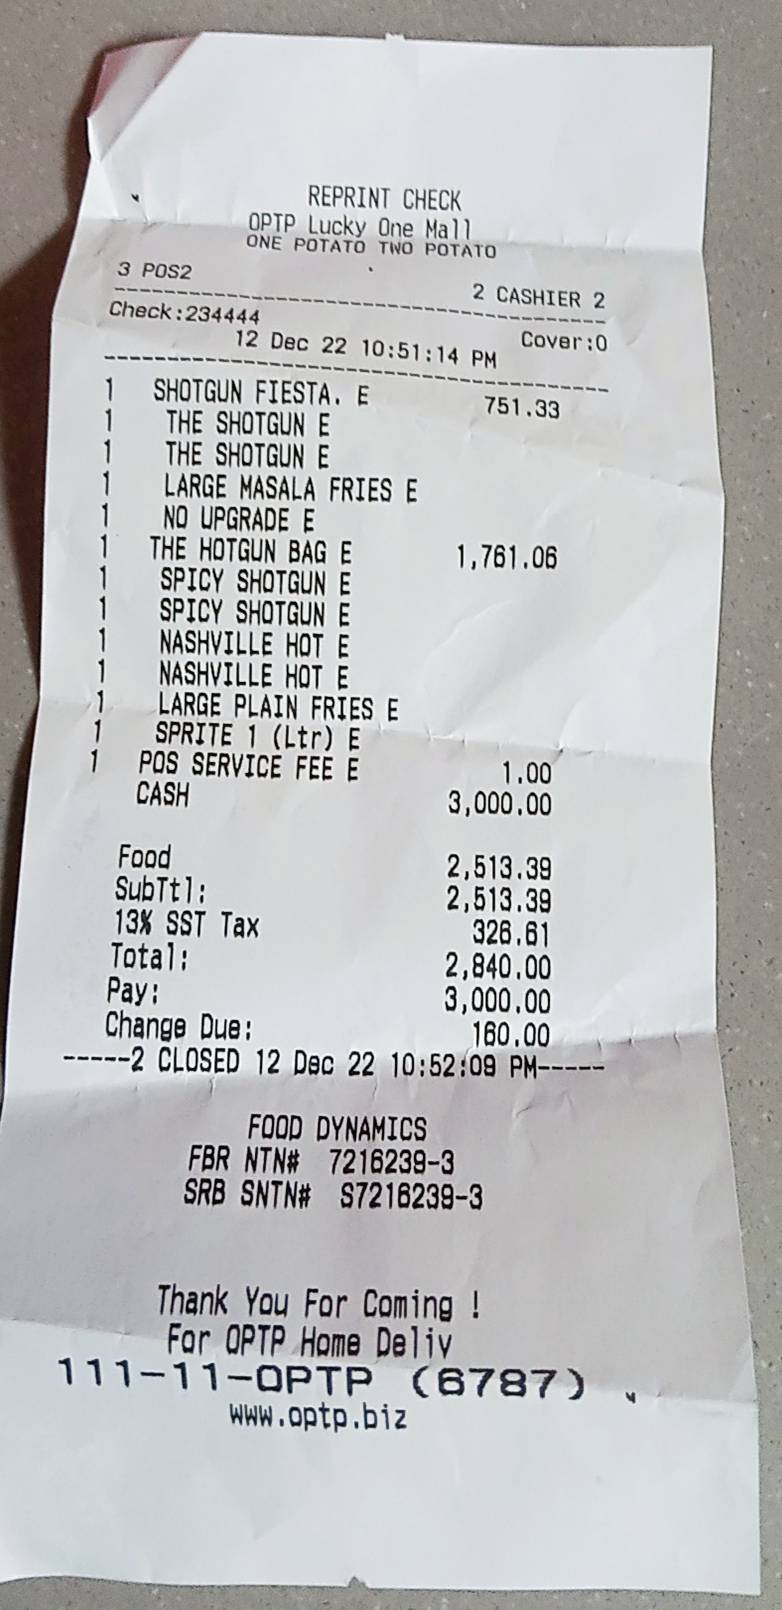 REPRINT CHECK
OPTP Lucky One Mall
ONE POTATO TWO POTATO
3 POS2 2 CASHIER 2
Check:234444 Cover:0
12 Dec 22 10:51:14 PM
1 SHOTGUN FIESTA. E 751.33
1 THE SHOTGUN E
1 THE SHOTGUN E
1 LARGE MASALA FRIES E
1 NO UPGRADE E
1 THE HOTGUN BAG E 1,761.06
1 SPICY SHOTGUN E
1 SPICY SHOTGUN E
1 NASHVILLE HOT E
1 NASHVILLE HOT E
1 LARGE PLAIN FRIES E
1 SPRITE 1 (Ltr) E
1 POS SERVICE FEE E 1.00
CASH 3,000.00
Food 2,513.39
SubTtl: 2,513.39
13% SST Tax 326.61
Total: 2,840.00
Pay: 3,000.00
Change Due: 160.00
-----2 CLOSED 12 Dec 22 10:52:09 PM-----
FOOD DYNAMICS
FBR NTN# 7216239-3
SRB SNTN# S7216239-3
Thank You For Coming !
For OPTP Home Deliv
111-11-OPTP (6787)
www.optp.biz